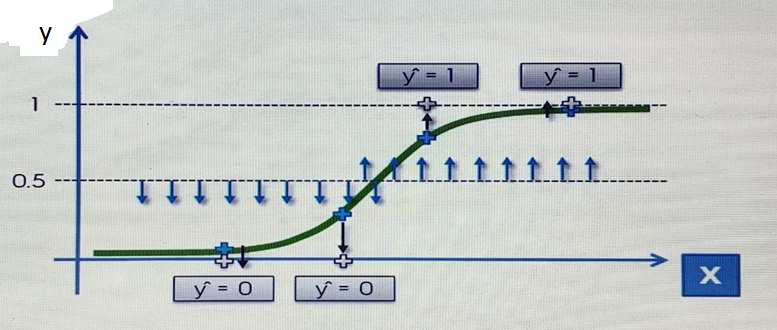 y
ŷ = 1
ŷ = 1
1
0.5
X
ŷ = 0
ŷ = 0